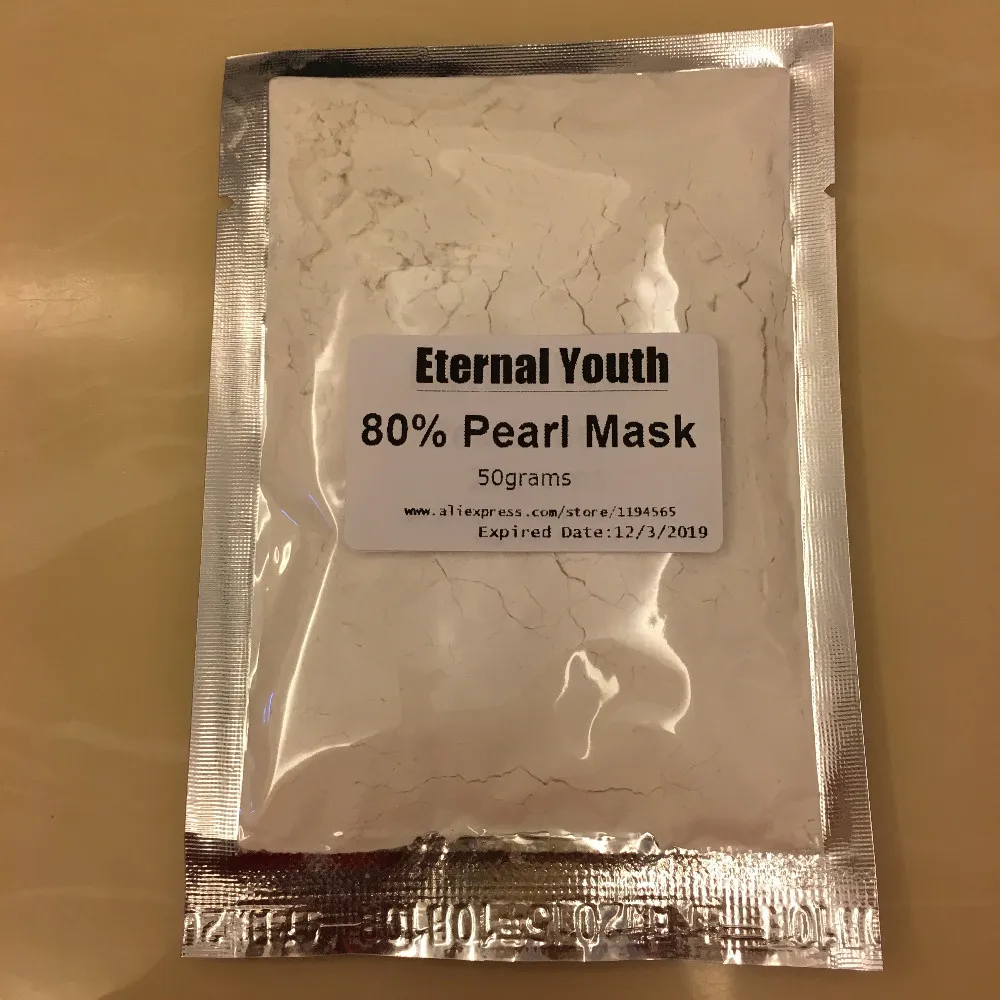 Eternal Youth
80% Pearl Mask
50grams
www.aliexpress.com/store/1194565
Expired Date:12/3/2019